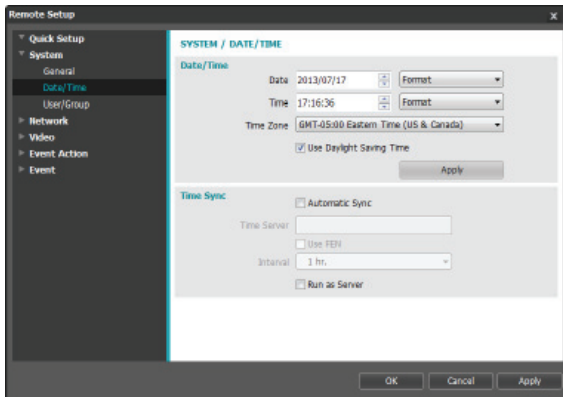 Remote Setup
x
Quick Setup
System
General
Date/Time
User/Group
Network
Video
Event Action
Event
SYSTEM / DATE/TIME
Date/Time
Date 2013/07/17 Format
Time 17:16:36 Format
Time Zone GMT-05:00 Eastern Time (US & Canada)
Use Daylight Saving Time
Apply
Time Sync
Automatic Sync
Time Server
Use FEN
Interval 1 hr.
Run as Server
OK Cancel Apply